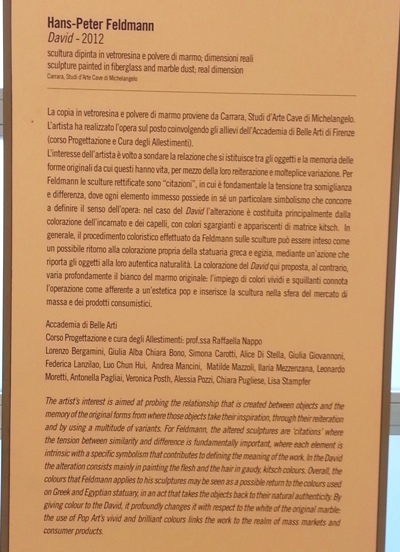 Hans-Peter Feldmann
David - 2012
scultura dipinta in vetroresina e polvere di marmo; dimensioni reali
sculpture painted in fiberglass and marble dust; real dimension
Carrara, Studi d'Arte Cave di Michelangelo
La copia in vetroresina e polvere di marmo proviene da Carrara, Studi d'Arte Cave di Michelangelo.
L'artista ha realizzato l'opera sul posto coinvolgendo gli allievi dell'Accademia di Belle Arti di Firenze
(corso Progettazione e Cura degli Allestimenti).
L'interesse dell'artista è volto a sondare la relazione che si istituisce tra gli oggetti e la memoria delle
forme originali da cui questi hanno vita, per mezzo della loro reiterazione e molteplice variazione. Per
Feldmann le sculture rettificate sono "citazioni", in cui è fondamentale la tensione tra somiglianza
e differenza, dove ogni elemento immesso possiede in sé un particolare simbolismo che concorre
a definire il senso dell'opera: nel caso del David l'alterazione è costituita principalmente dalla
colorazione dell'incarnato e dei capelli, con colori sgargianti e appariscenti di matrice kitsch. In
generale, il procedimento coloristico effettuato da Feldmann sulle sculture può essere inteso come
un possibile ritorno alla colorazione propria della statuaria greca e egizia, mediante un'azione che
riporta gli oggetti alla loro autentica naturalità. La colorazione del David qui proposta, al contrario,
varia profondamente il bianco del marmo originale: l'impiego di colori vividi e squillanti connota
l'operazione come afferente a un'estetica pop e inserisce la scultura nella sfera del mercato di
massa e dei prodotti consumistici.
Accademia di Belle Arti
Corso Progettazione e cura degli Allestimenti: prof.ssa Raffaella Nappo
Lorenzo Bergamini, Giulia Alba Chiara Bono, Simona Carotti, Alice Di Stella, Giulia Giovannoni,
Federica Lanzilao, Luo Chun Hui, Andrea Mancini, Matilde Mazzoli, Ilaria Mezzenzana, Leonardo
Moretti, Antonella Pagliai, Veronica Posth, Alessia Pozzi, Chiara Pugliese, Lisa Stampfer
The artist's interest is aimed at probing the relationship that is created between objects and the
memory of the original forms from where those objects take their inspiration, through their reiteration
and by using a multitude of variants. For Feldmann, the altered sculptures are 'citations' where
the tension between similarity and difference is fundamentally important, where each element is
intrinsic with a specific symbolism that contributes to defining the meaning of the work. In the David
the alteration consists mainly in painting the flesh and the hair in gaudy, kitsch colours. Overall, the
colours that Feldmann applies to his sculptures may be seen as a possible return to the colours used
on Greek and Egyptian statuary, in an act that takes the objects back to their natural authenticity. By
giving colour to the David, it profoundly changes it with respect to the white of the original marble:
the use of Pop Art's vivid and brilliant colours links the work to the realm of mass markets and
consumer products.